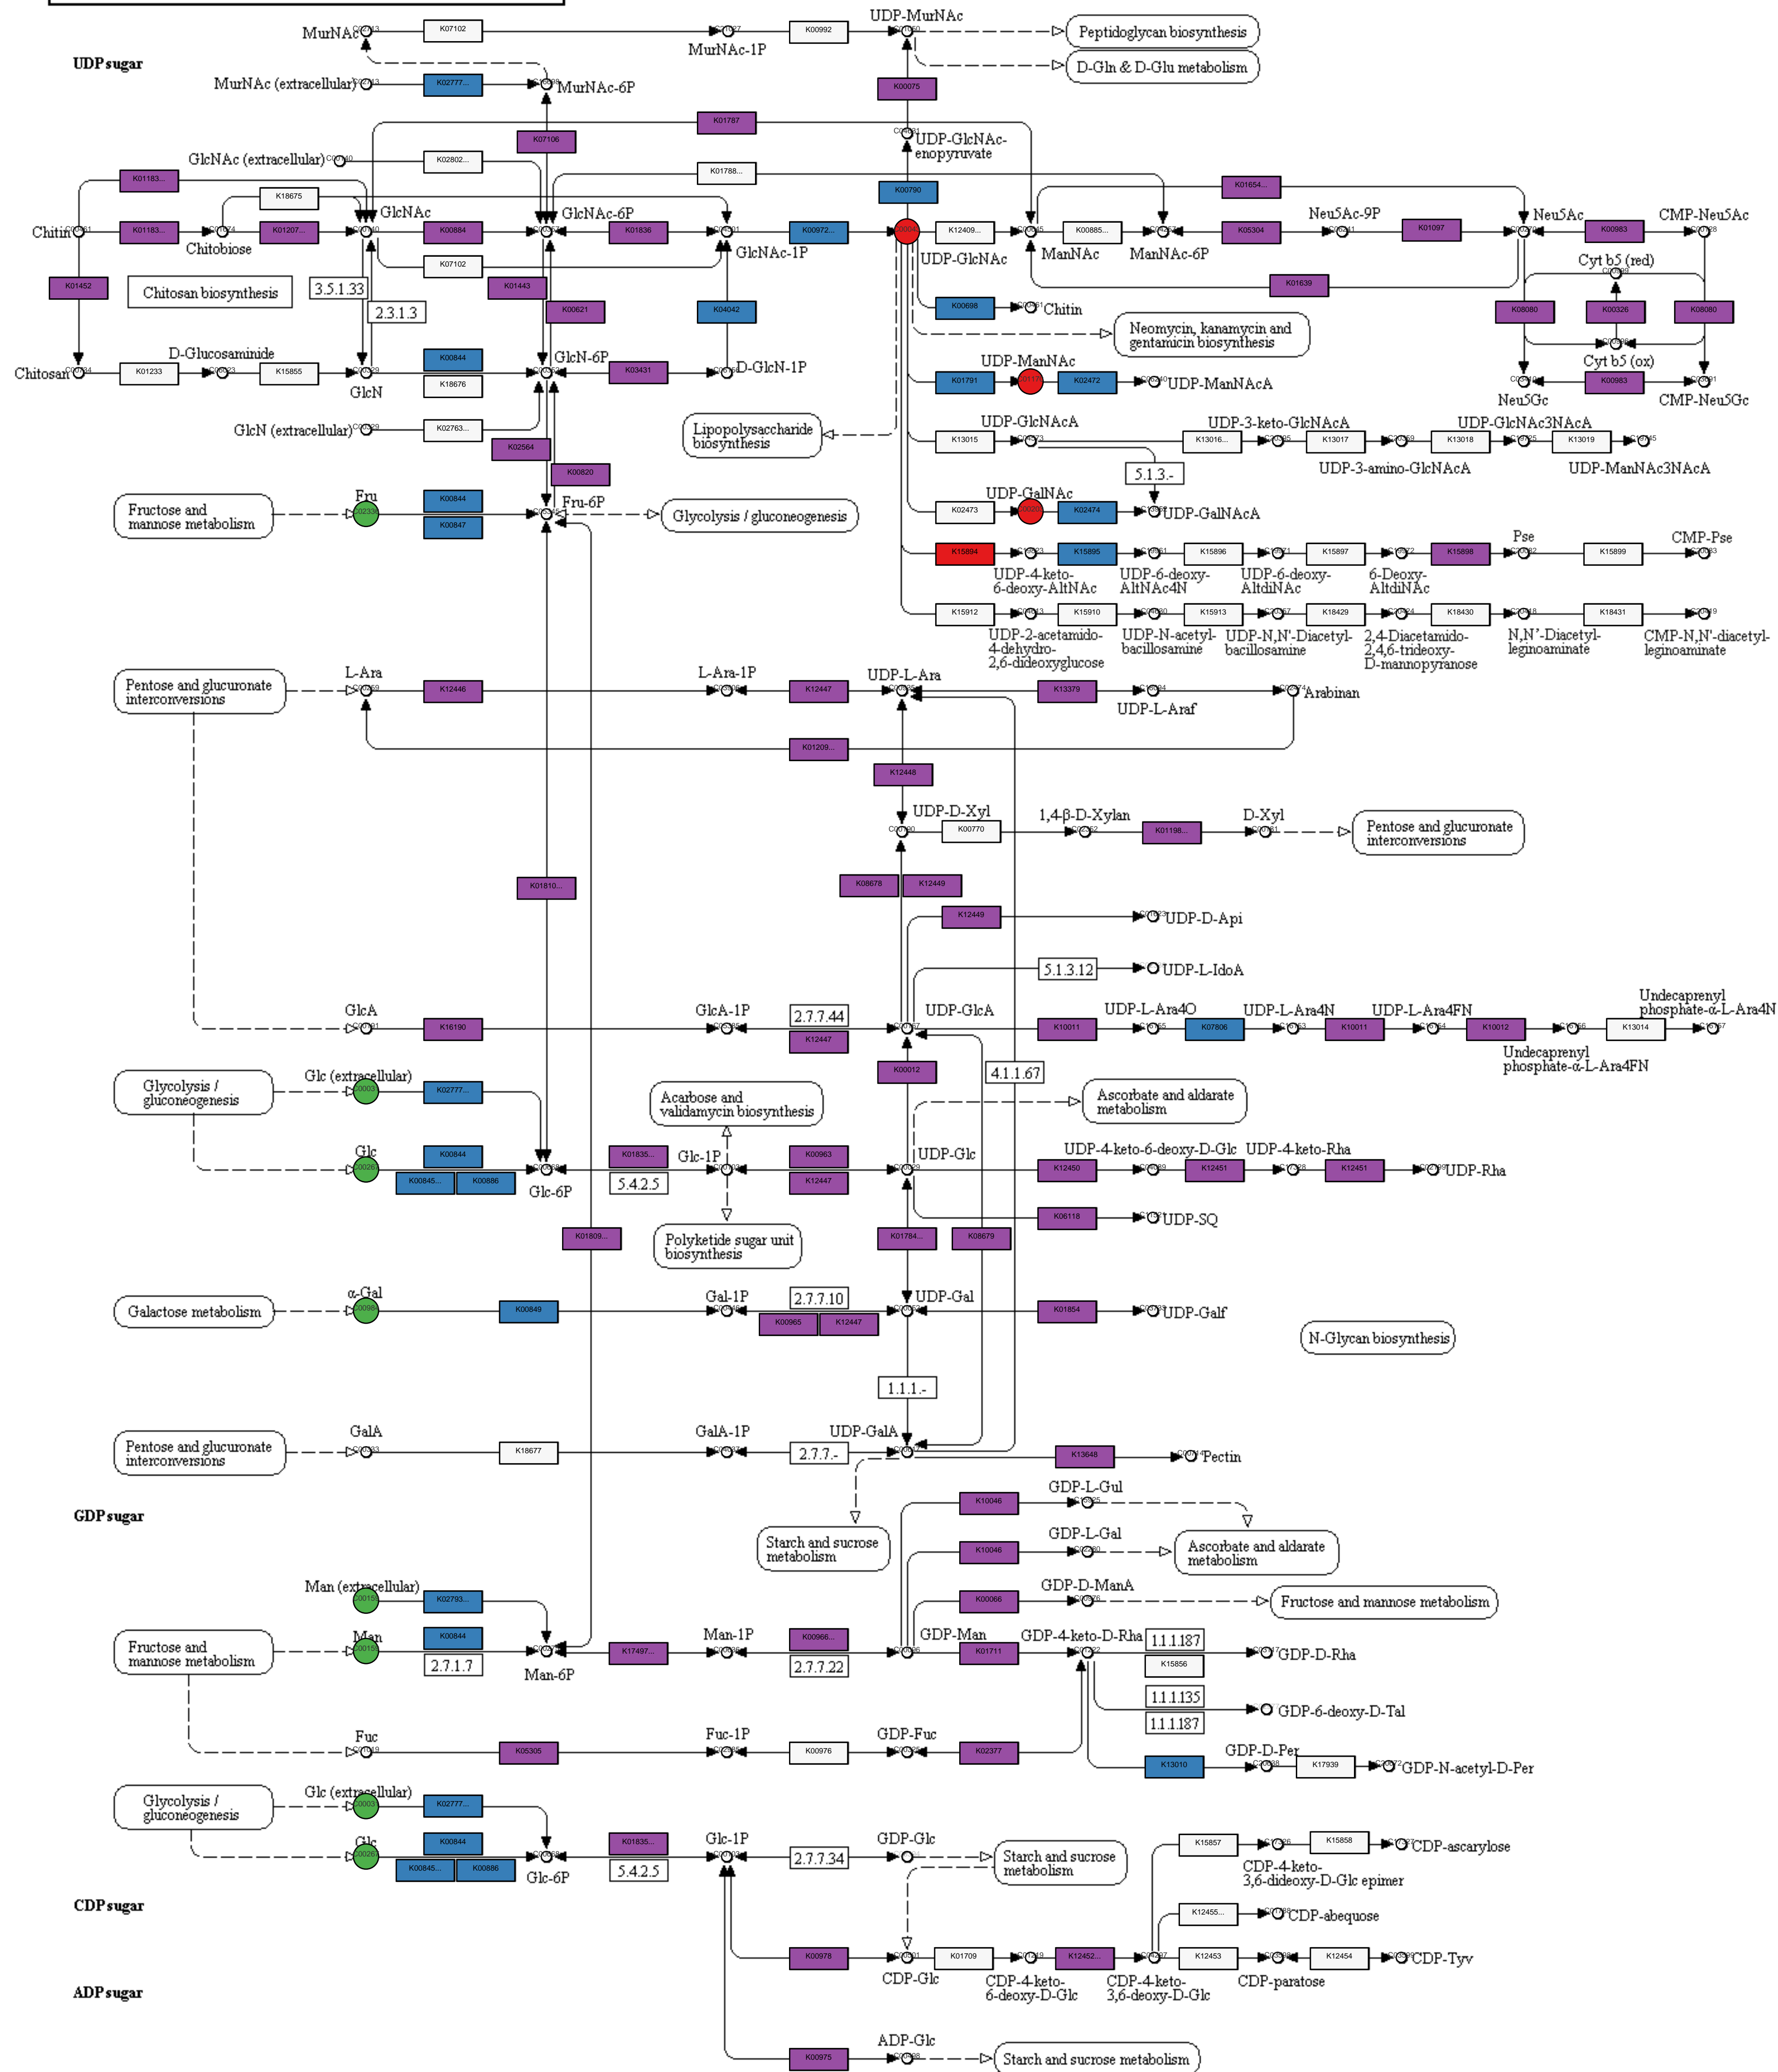 MurNAc
K07102
MurNAc-1P
K00992
UDP-MurNAc
Peptidoglycan biosynthesis
UDP sugar
D-Gln & D-Glu metabolism
MurNAc (extracellular)
K02777...
MurNAc-6P
K00075
K01787
K07106
UDP-GlcNAc-
enopyruvate
GlcNAc (extracellular)
K02802...
K01788...
K01183...
K18675
K00790
K01654...
Chitin
K01183...
Chitobiose
K01207...
GlcNAc
K00884
GlcNAc-6P
K01836
GlcNAc-1P
K00972...
UDP-GlcNAc
K12409...
ManNAc
K00885...
ManNAc-6P
K05304
Neu5Ac-9P
K01097
Neu5Ac
K00983
CMP-Neu5Ac
K07102
Cyt b5 (red)
K01452
Chitosan biosynthesis
3.5.1.33
2.3.1.3
K01443
K00621
K04042
K01639
K00698
Chitin
K08080
K00326
K08080
Neomycin, kanamycin and
gentamicin biosynthesis
Cyt b5 (ox)
Chitosan
K01233
D-Glucosaminide
K15855
GlcN
K00844
K18676
GlcN-6P
K03431
D-GlcN-1P
UDP-ManNAc
K01791
K02472
UDP-ManNAcA
Neu5Gc
K00983
CMP-Neu5Gc
GlcN (extracellular)
K02763...
Lipopolysaccharide
biosynthesis
UDP-GlcNAcA
K13015
UDP-3-keto-GlcNAcA
K13016...
K13017
UDP-3-amino-GlcNAcA
UDP-GlcNAc3NAcA
K13018
K13019
UDP-ManNAc3NAcA
K02564
K00820
5.1.3.-
Fructose and
mannose metabolism
Fru
K00844
K00847
Fru-6P
Glycolysis / gluconeogenesis
UDP-GalNAc
K02473
K02474
UDP-GalNAcA
K15894
K15895
K15896
K15897
K15898
Pse
K15899
CMP-Pse
UDP-4-keto-
6-deoxy-AltNAc
UDP-6-deoxy-
AltNAc4N
UDP-6-deoxy-
AltdiNAc
6-Deoxy-
AltdiNAc
K15912
K15910
K15913
K18429
K18430
K18431
UDP-2-acetamido-
4-dehydro-
2,6-dideoxyglucose
UDP-N-acetyl-
bacillosamine
UDP-N,N'-Diacetyl-
bacillosamine
2,4-Diacetamido-
2,4,6-trideoxy-
D-mannopyranose
N,N'-Diacetyl-
leginoaminate
CMP-N,N'-diacetyl-
leginoaminate
Pentose and glucuronate
interconversions
L-Ara
K12446
L-Ara-1P
K12447
UDP-L-Ara
K13379
UDP-L-Araf
Arabinan
K01209...
K12448
UDP-D-Xyl
K00770
1,4-β-D-Xylan
K01198...
D-Xyl
Pentose and glucuronate
interconversions
K01810...
K08678
K12449
K12449
UDP-D-Api
5.1.3.12
UDP-L-IdoA
GlcA
K16190
GlcA-1P
2.7.7.44
K12447
UDP-GlcA
K10011
UDP-L-Ara4O
K07806
UDP-L-Ara4N
K10011
UDP-L-Ara4FN
K10012
Undecaprenyl
phosphate-α-L-Ara4FN
K13014
Undecaprenyl
phosphate-α-L-Ara4N
Glycolysis /
gluconeogenesis
Glc (extracellular)
K02777...
Acarbose and
validamycin biosynthesis
K00012
4.1.1.67
Ascorbate and aldarate
metabolism
Glc
K00844
K00845...
K00886
Glc-6P
K01835...
5.4.2.5
Glc-1P
K00963
K12447
UDP-Glc
K12450
UDP-4-keto-6-deoxy-D-Glc
K12451
UDP-4-keto-Rha
K12451
UDP-Rha
K06118
UDP-SQ
K01809...
Polyketide sugar unit
biosynthesis
K01784...
K08679
Galactose metabolism
α-Gal
K00849
Gal-1P
2.7.7.10
K00965
K12447
UDP-Gal
K01854
UDP-Galf
N-Glycan biosynthesis
1.1.1.-
Pentose and glucuronate
interconversions
GalA
K18677
GalA-1P
2.7.7.-
UDP-GalA
K13648
Pectin
GDP sugar
Starch and sucrose
metabolism
K10046
GDP-L-Gul
K10046
GDP-L-Gal
Ascorbate and aldarate
metabolism
Man (extracellular)
K02793...
K00066
GDP-D-ManA
Fructose and mannose metabolism
Fructose and
mannose metabolism
Man
K00844
2.7.1.7
Man-6P
K17497...
Man-1P
K00966...
2.7.7.22
GDP-Man
K01711
GDP-4-keto-D-Rha
1.1.1.187
K15856
GDP-D-Rha
1.1.1.135
1.1.1.187
GDP-6-deoxy-D-Tal
Fuc
K05305
Fuc-1P
K00976
GDP-Fuc
K02377
K13010
GDP-D-Per
K17939
GDP-N-acetyl-D-Per
Glycolysis /
gluconeogenesis
Glc (extracellular)
K02777...
Glc
K00844
K00845...
K00886
Glc-6P
K01835...
5.4.2.5
Glc-1P
2.7.7.34
GDP-Glc
Starch and sucrose
metabolism
K15857
K15858
CDP-ascarylose
CDP-4-keto-
3,6-dideoxy-D-Glc epimer
CDP sugar
K12455...
CDP-abequose
K00978
CDP-Glc
K01709
CDP-4-keto-
6-deoxy-D-Glc
K12452...
CDP-4-keto-
3,6-deoxy-D-Glc
K12453
CDP-paratose
K12454
CDP-Tyv
ADP sugar
K00975
ADP-Glc
Starch and sucrose metabolism